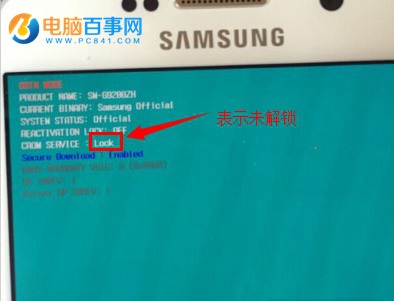 电脑百事网
WWW.PC841.COM
SAMSUNG
ODIN MODE
PRODUCT NAME: SM-G9208ZH
CURRENT BINARY: Samsung Official
SYSTEM STATUS: Official
REACTIVATION LOCK: OFF
CROM SERVICE : Lock
表示未解锁
Secure Download : Enabled